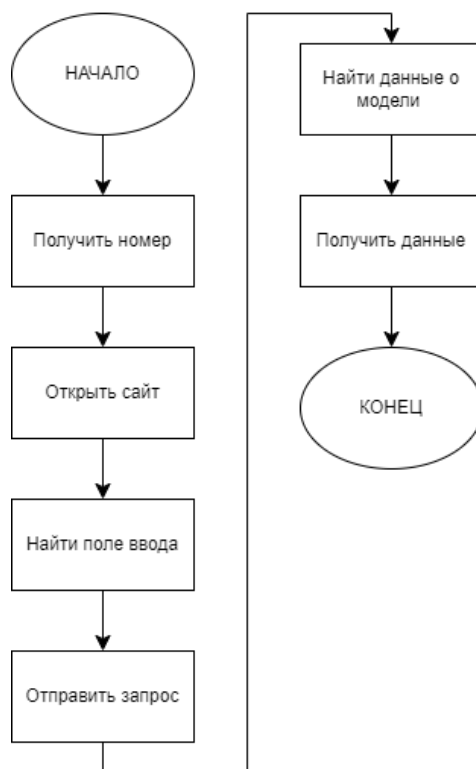 НАЧАЛО
Получить номер
Открыть сайт
Найти поле ввода
Отправить запрос
Найти данные о
модели
Получить данные
КОНЕЦ